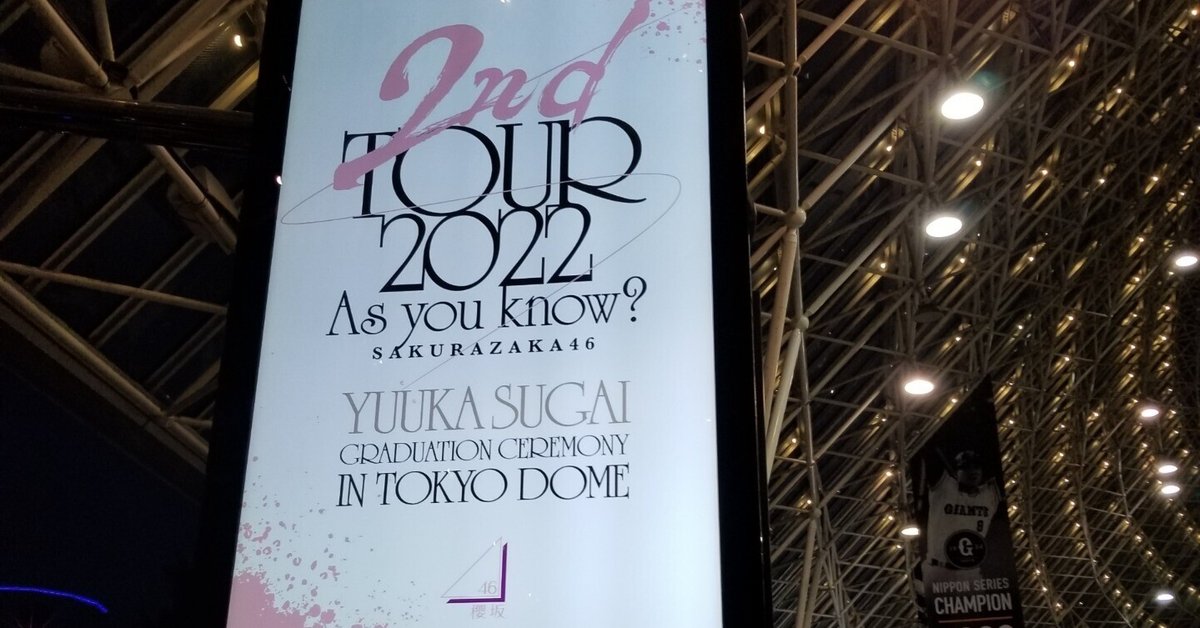 2nd
TOUR
2022
As you know?
SAKURAZAKA46
YUUKA SUGAI
GRADUATION CEREMONY
IN TOKYO DOME
46
櫻坂
GIANTS
8
G
NIPPON SERIES
CHAMPION